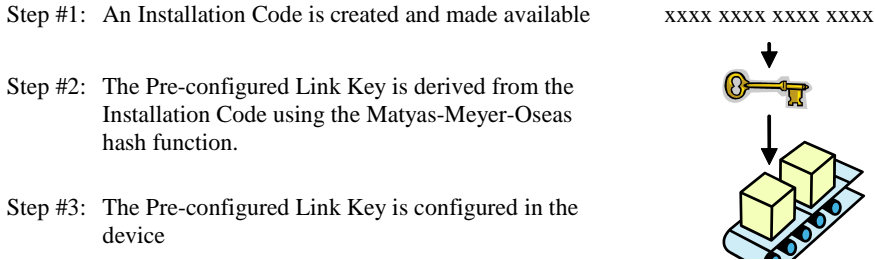 Step #1: An Installation Code is created and made available xxxx xxxx xxxx xxxx
Step #2: The Pre-configured Link Key is derived from the
Installation Code using the Matyas-Meyer-Oseas
hash function.
Step #3: The Pre-configured Link Key is configured in the
device